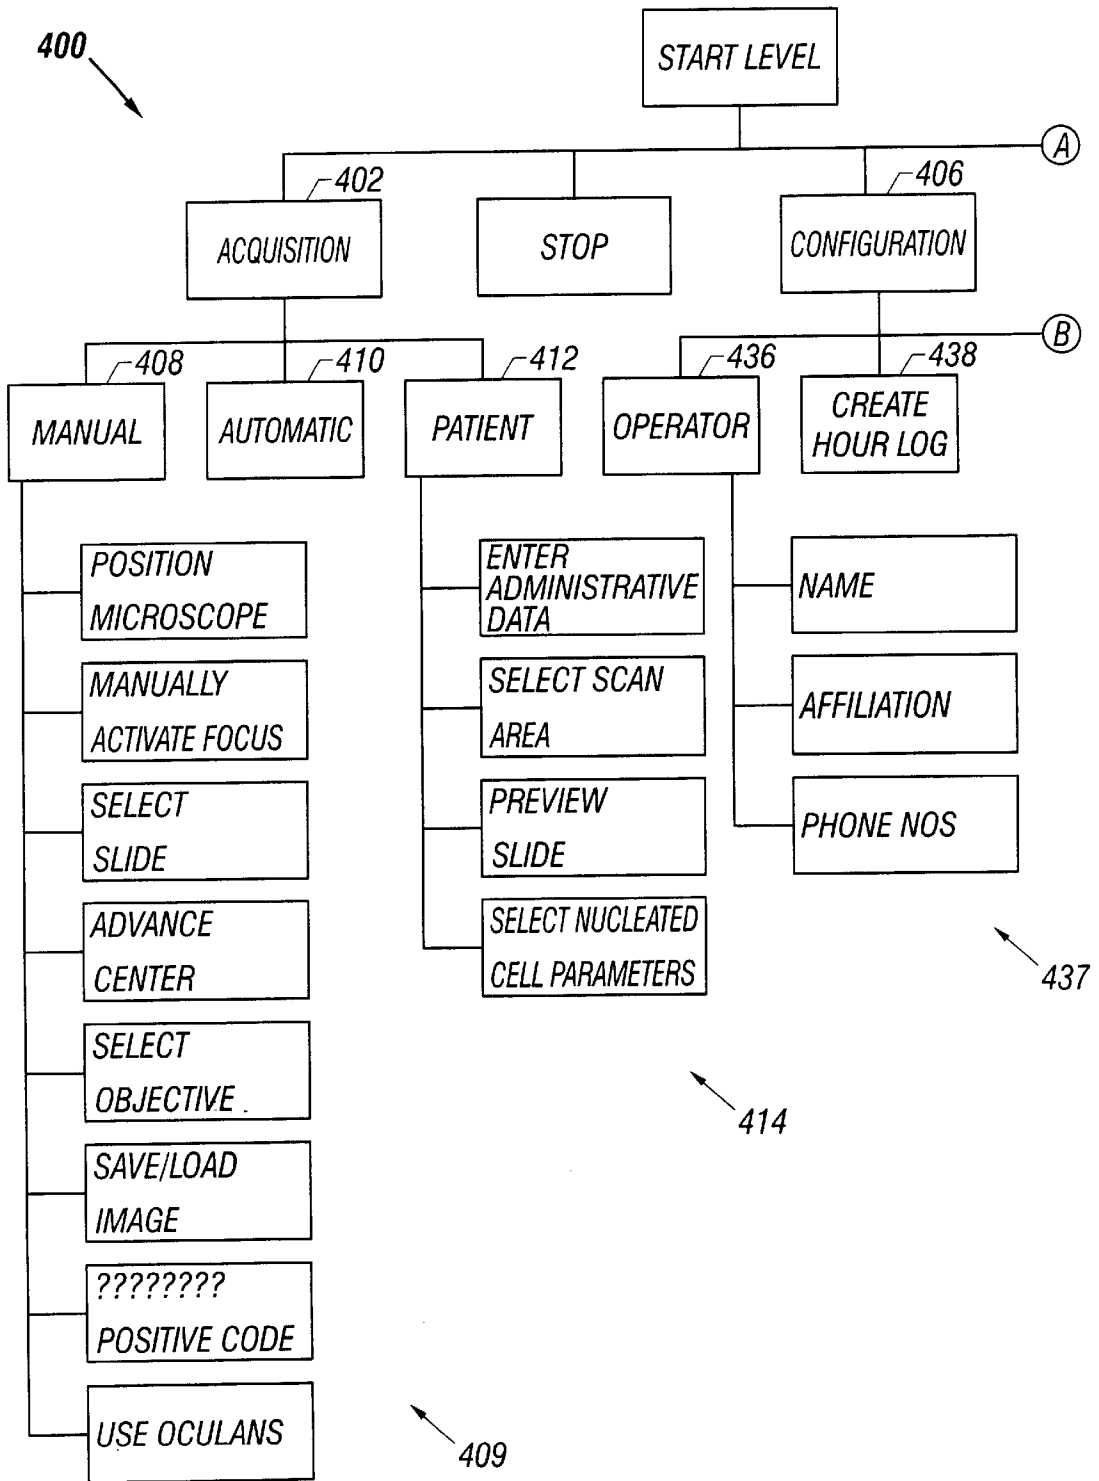 400
START LEVEL
A
402
406
ACQUISITION
STOP
CONFIGURATION
B
408
410
412
436
438
MANUAL
AUTOMATIC
PATIENT
OPERATOR
CREATE
HOUR LOG
POSITION
MICROSCOPE
MANUALLY
ACTIVATE FOCUS
SELECT
SLIDE
ADVANCE
CENTER
SELECT
OBJECTIVE
SAVE/LOAD
IMAGE
????????
POSITIVE CODE
USE OCULANS
409
ENTER
ADMINISTRATIVE
DATA
SELECT SCAN
AREA
PREVIEW
SLIDE
SELECT NUCLEATED
CELL PARAMETERS
414
NAME
AFFILIATION
PHONE NOS
437